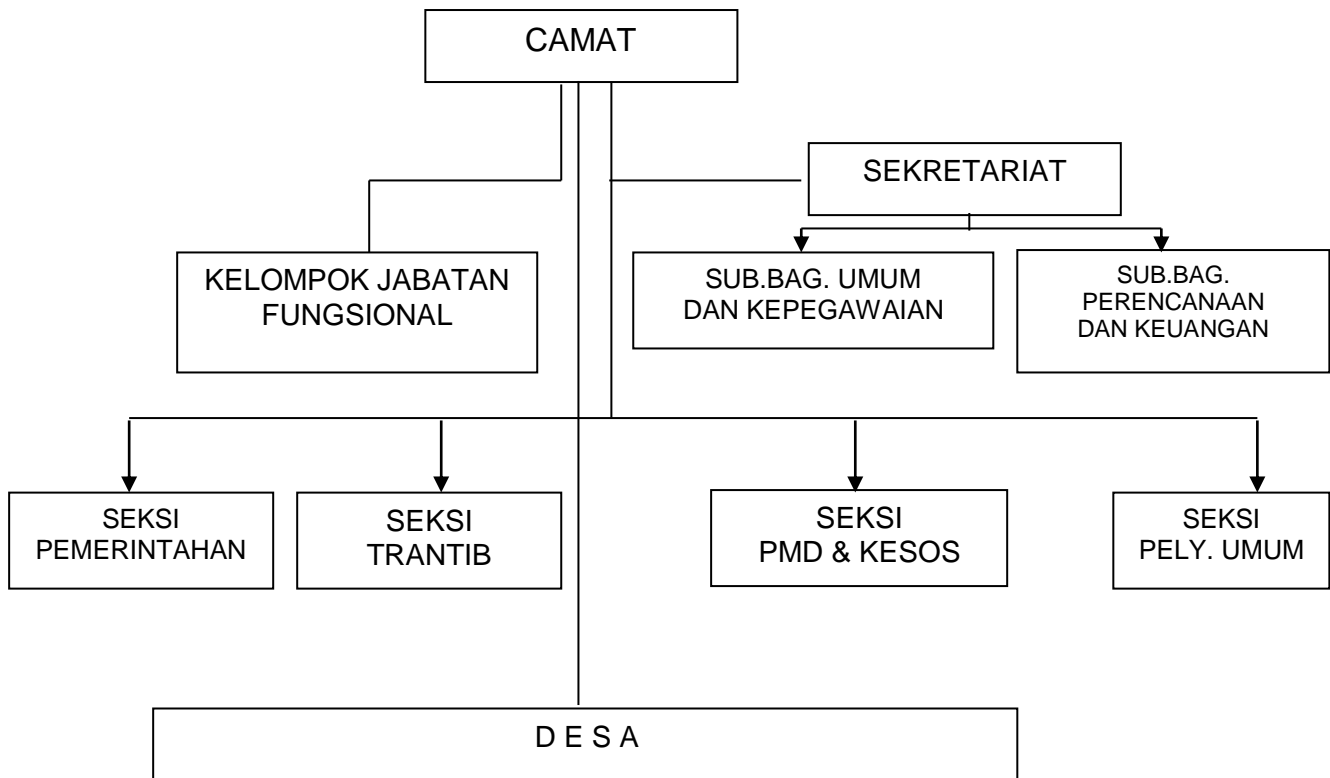 CAMAT
SEKRETARIAT
KELOMPOK JABATAN
FUNGSIONAL
SUB.BAG. UMUM
DAN KEPEGAWAIAN
SUB.BAG.
PERENCANAAN
DAN KEUANGAN
SEKSI
PEMERINTAHAN
SEKSI
TRANTIB
SEKSI
PMD & KESOS
SEKSI
PELY. UMUM
D E S A